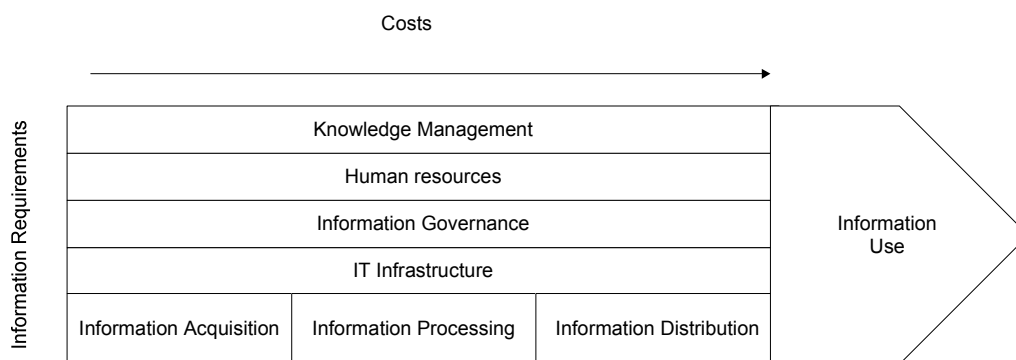 Costs
Information Requirements
Knowledge Management
Human resources
Information Governance
IT Infrastructure
Information Acquisition
Information Processing
Information Distribution
Information
Use